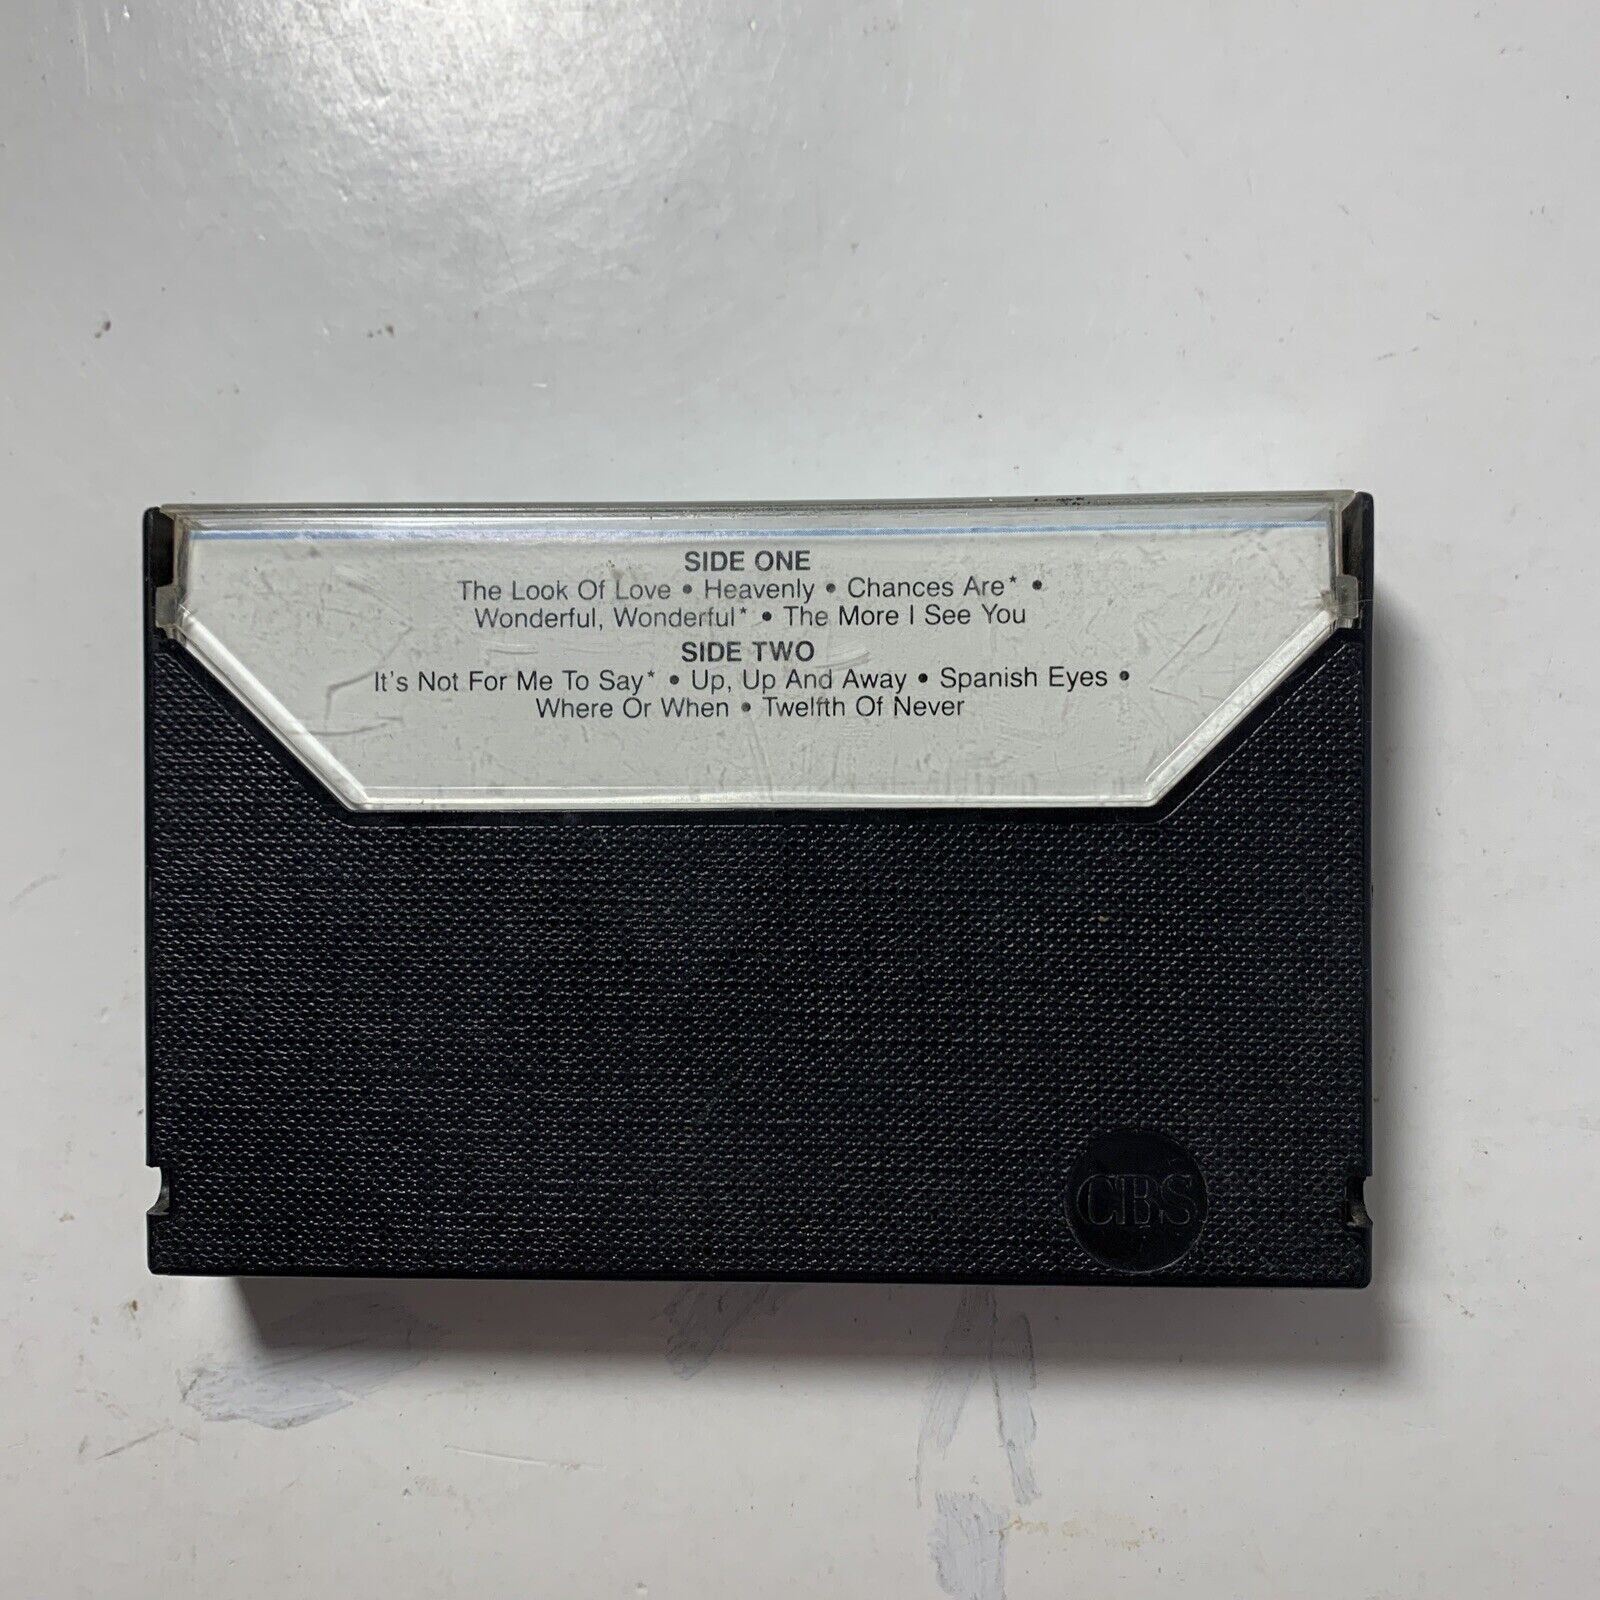 SIDE ONE
The Look Of Love • Heavenly • Chances Are* •
Wonderful, Wonderful* • The More I See You
SIDE TWO
It's Not For Me To Say* • Up, Up And Away • Spanish Eyes •
Where Or When • Twelfth Of Never
CBS